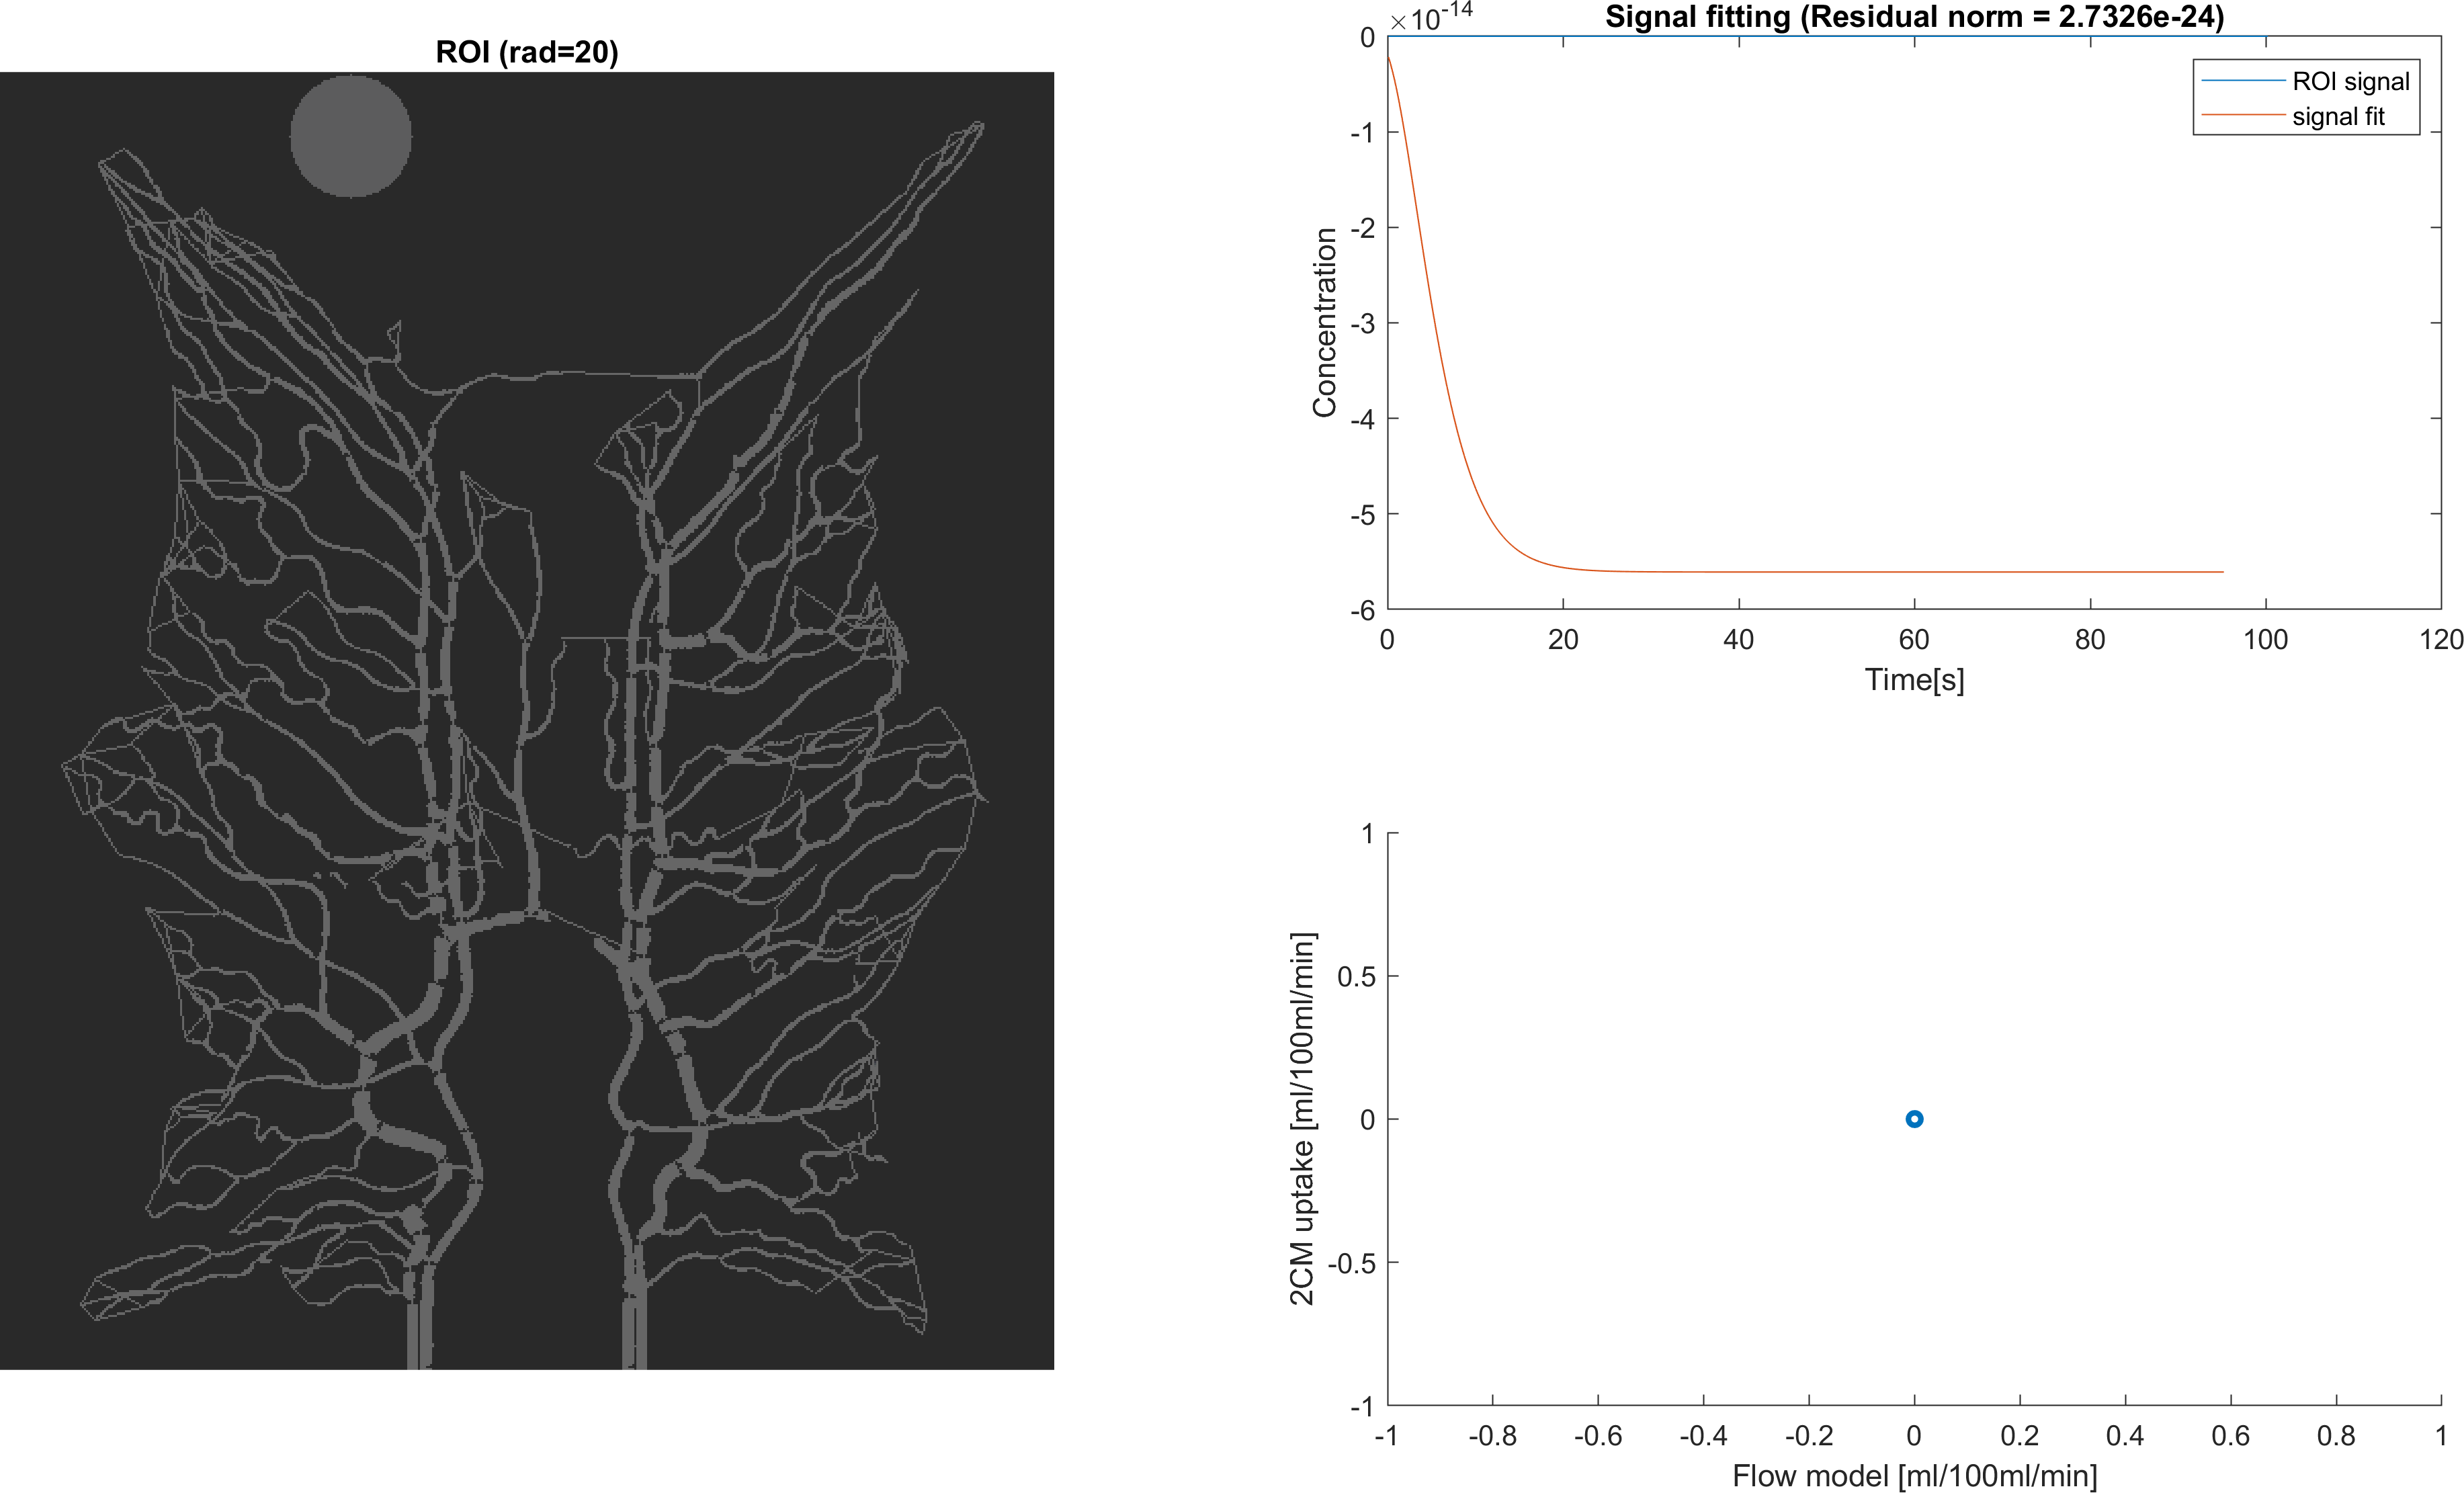 ROI (rad=20)
×10-14
Signal fitting (Residual norm = 2.7326e-24)
0
-1
-2
-3
-4
-5
-6
Concentration
ROI signal
signal fit
0 20 40 60 80 100 120
Time[s]
1
0.5
0
-0.5
-1
2CM uptake [ml/100ml/min]
-1 -0.8 -0.6 -0.4 -0.2 0 0.2 0.4 0.6 0.8 1
Flow model [ml/100ml/min]